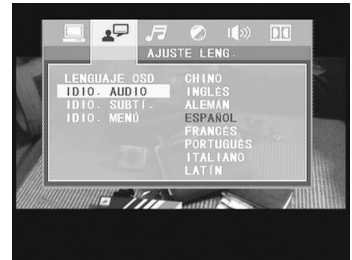 AJUSTE LENG.
LENGUAJE OSD
IDIO. AUDIO
IDIO. SUBTÍ.
IDIO. MENÚ
CHINO
INGLÉS
ALEMÁN
ESPAÑOL
FRANCÉS
PORTUGUÉS
ITALIANO
LATÍN